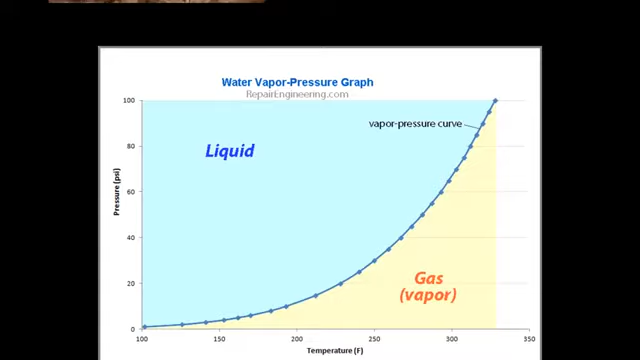 Water Vapor-Pressure Graph
RepairEngineering.com
100
vapor-pressure curve
80
Liquid
Pressure (psi)
60
40
Gas
(vapor)
20
0
100 150 200 250 300 350
Temperature (F)